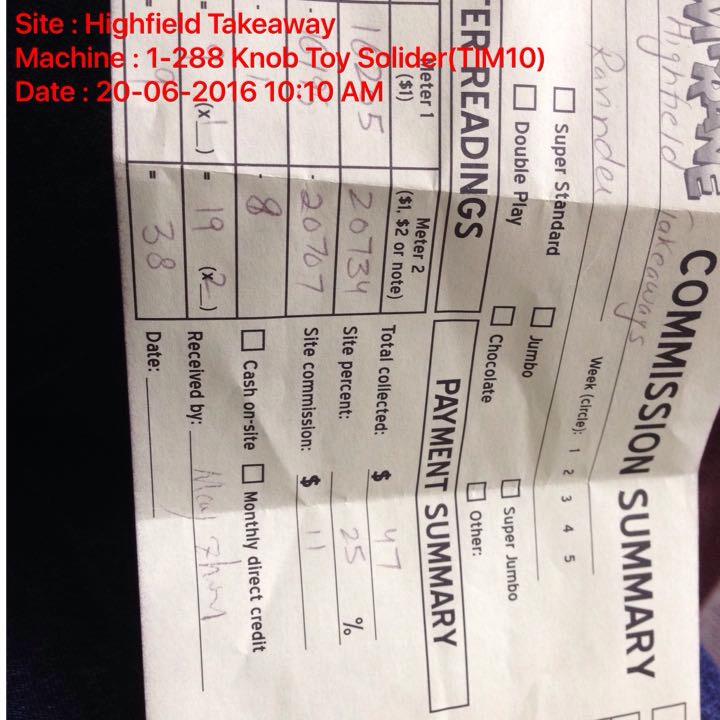 Site : Highfield Takeaway
Machine : 1-288 Knob Toy Solider(TIM10)
Date : 20-06-2016 10:10 AM
COMMISSION SUMMARY
Highfield Takeaways
Week (circle): 1 2 3 4 5
Super Standard
Jumbo
Super Jumbo
Double Play
Chocolate
Other:
TER READINGS
Meter 1
($1)
Meter 2
($1, $2 or note)
20734
- 20707
- 8
(x1)
= 19 (x2)
= 38
PAYMENT SUMMARY
Total collected: $ 47
Site percent: 25 %
Site commission: $ 11
Cash on-site
Monthly direct credit
Received by:
Date: